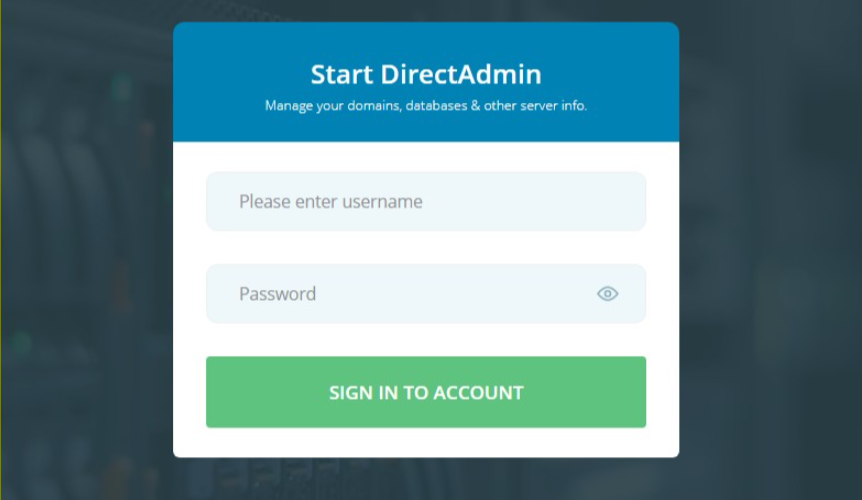 Start DirectAdmin
Manage your domains, databases & other server info.
Please enter username
Password
SIGN IN TO ACCOUNT